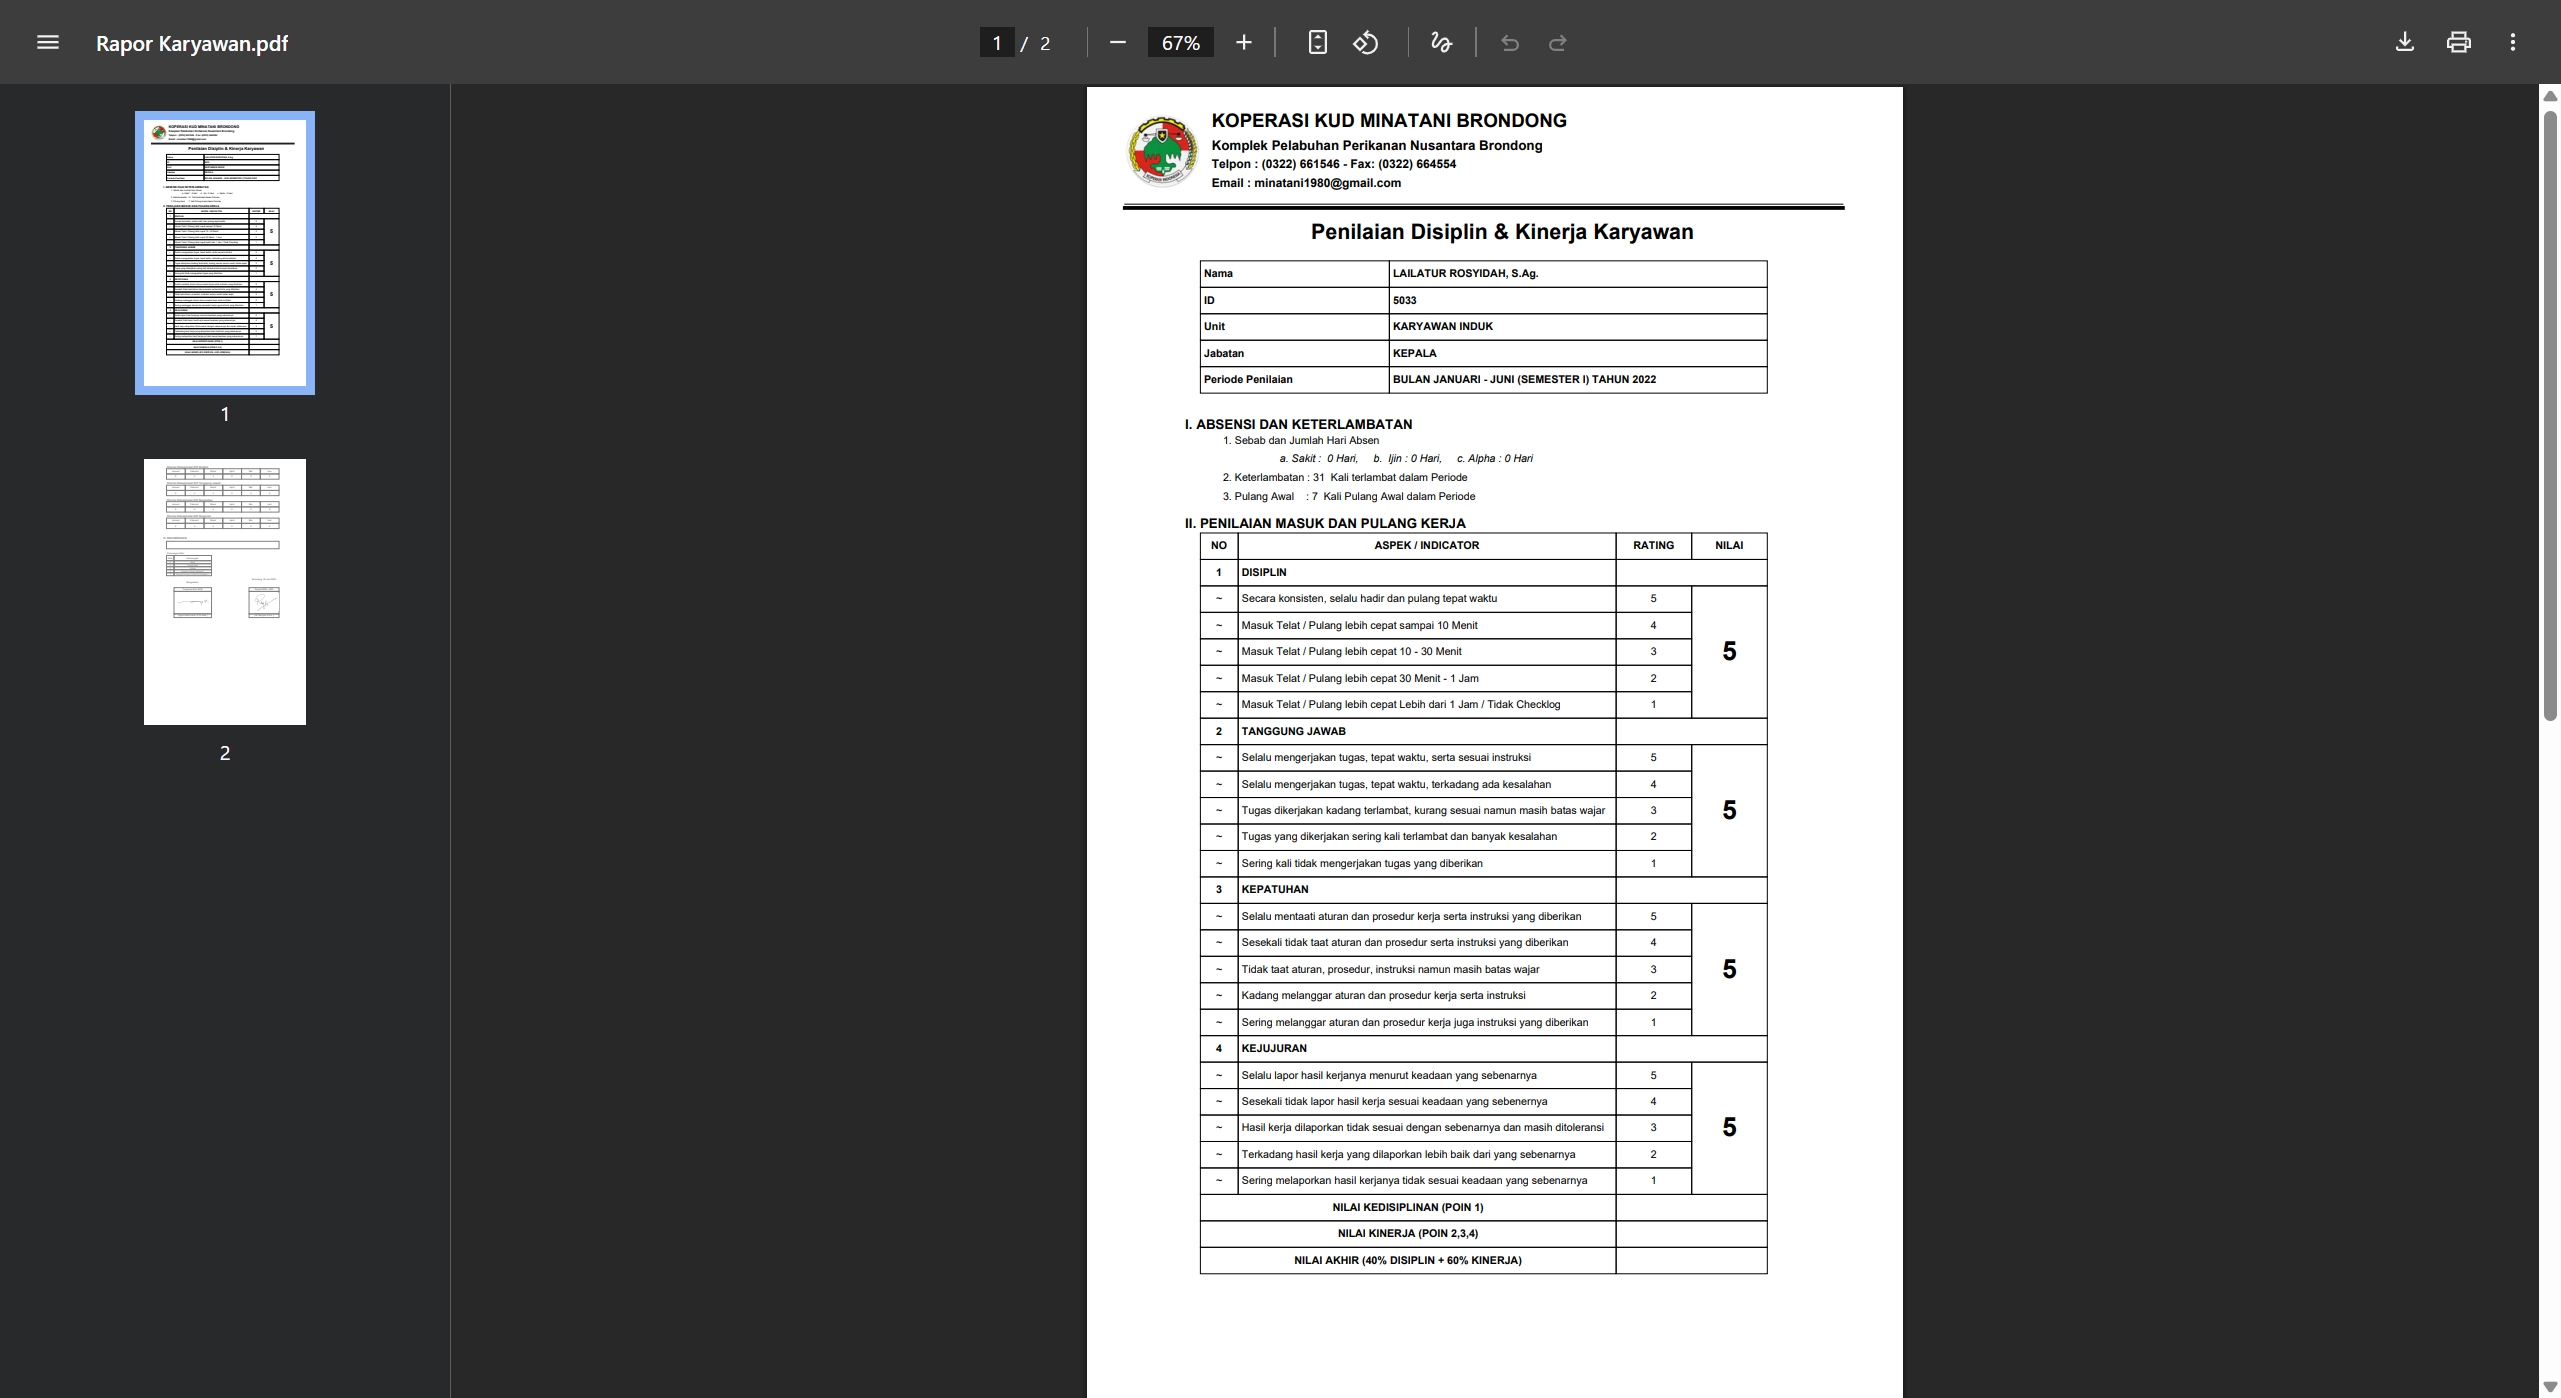 Rapor Karyawan.pdf
1 / 2
67%
1
2
KOPERASI KUD MINATANI BRONDONG
Komplek Pelabuhan Perikanan Nusantara Brondong
Telpon : (0322) 661546 - Fax: (0322) 664554
Email : minatani1980@gmail.com
Penilaian Disiplin & Kinerja Karyawan
Nama LAILATUR ROSYIDAH, S.Ag.
ID 5033
Unit KARYAWAN INDUK
Jabatan KEPALA
Periode Penilaian BULAN JANUARI - JUNI (SEMESTER I) TAHUN 2022
I. ABSENSI DAN KETERLAMBATAN
1. Sebab dan Jumlah Hari Absen
a. Sakit : 0 Hari, b. Ijin : 0 Hari, c. Alpha : 0 Hari
2. Keterlambatan : 31 Kali terlambat dalam Periode
3. Pulang Awal : 7 Kali Pulang Awal dalam Periode
II. PENILAIAN MASUK DAN PULANG KERJA
NO ASPEK / INDICATOR RATING NILAI
1 DISIPLIN
~ Secara konsisten, selalu hadir dan pulang tepat waktu 5
~ Masuk Telat / Pulang lebih cepat sampai 10 Menit 4
~ Masuk Telat / Pulang lebih cepat 10 - 30 Menit 3 5
~ Masuk Telat / Pulang lebih cepat 30 Menit - 1 Jam 2
~ Masuk Telat / Pulang lebih cepat Lebih dari 1 Jam / Tidak Checklog 1
2 TANGGUNG JAWAB
~ Selalu mengerjakan tugas, tepat waktu, serta sesuai instruksi 5
~ Selalu mengerjakan tugas, tepat waktu, terkadang ada kesalahan 4
~ Tugas dikerjakan kadang terlambat, kurang sesuai namun masih batas wajar 3 5
~ Tugas yang dikerjakan sering kali terlambat dan banyak kesalahan 2
~ Sering kali tidak mengerjakan tugas yang diberikan 1
3 KEPATUHAN
~ Selalu mentaati aturan dan prosedur kerja serta instruksi yang diberikan 5
~ Sesekali tidak taat aturan dan prosedur serta instruksi yang diberikan 4
~ Tidak taat aturan, prosedur, instruksi namun masih batas wajar 3 5
~ Kadang melanggar aturan dan prosedur kerja serta instruksi 2
~ Sering melanggar aturan dan prosedur kerja juga instruksi yang diberikan 1
4 KEJUJURAN
~ Selalu lapor hasil kerjanya menurut keadaan yang sebenarnya 5
~ Sesekali tidak lapor hasil kerja sesuai keadaan yang sebenernya 4
~ Hasil kerja dilaporkan tidak sesuai dengan sebenarnya dan masih ditoleransi 3 5
~ Terkadang hasil kerja yang dilaporkan lebih baik dari yang sebenarnya 2
~ Sering melaporkan hasil kerjanya tidak sesuai keadaan yang sebenarnya 1
NILAI KEDISIPLINAN (POIN 1)
NILAI KINERJA (POIN 2,3,4)
NILAI AKHIR (40% DISIPLIN + 60% KINERJA)